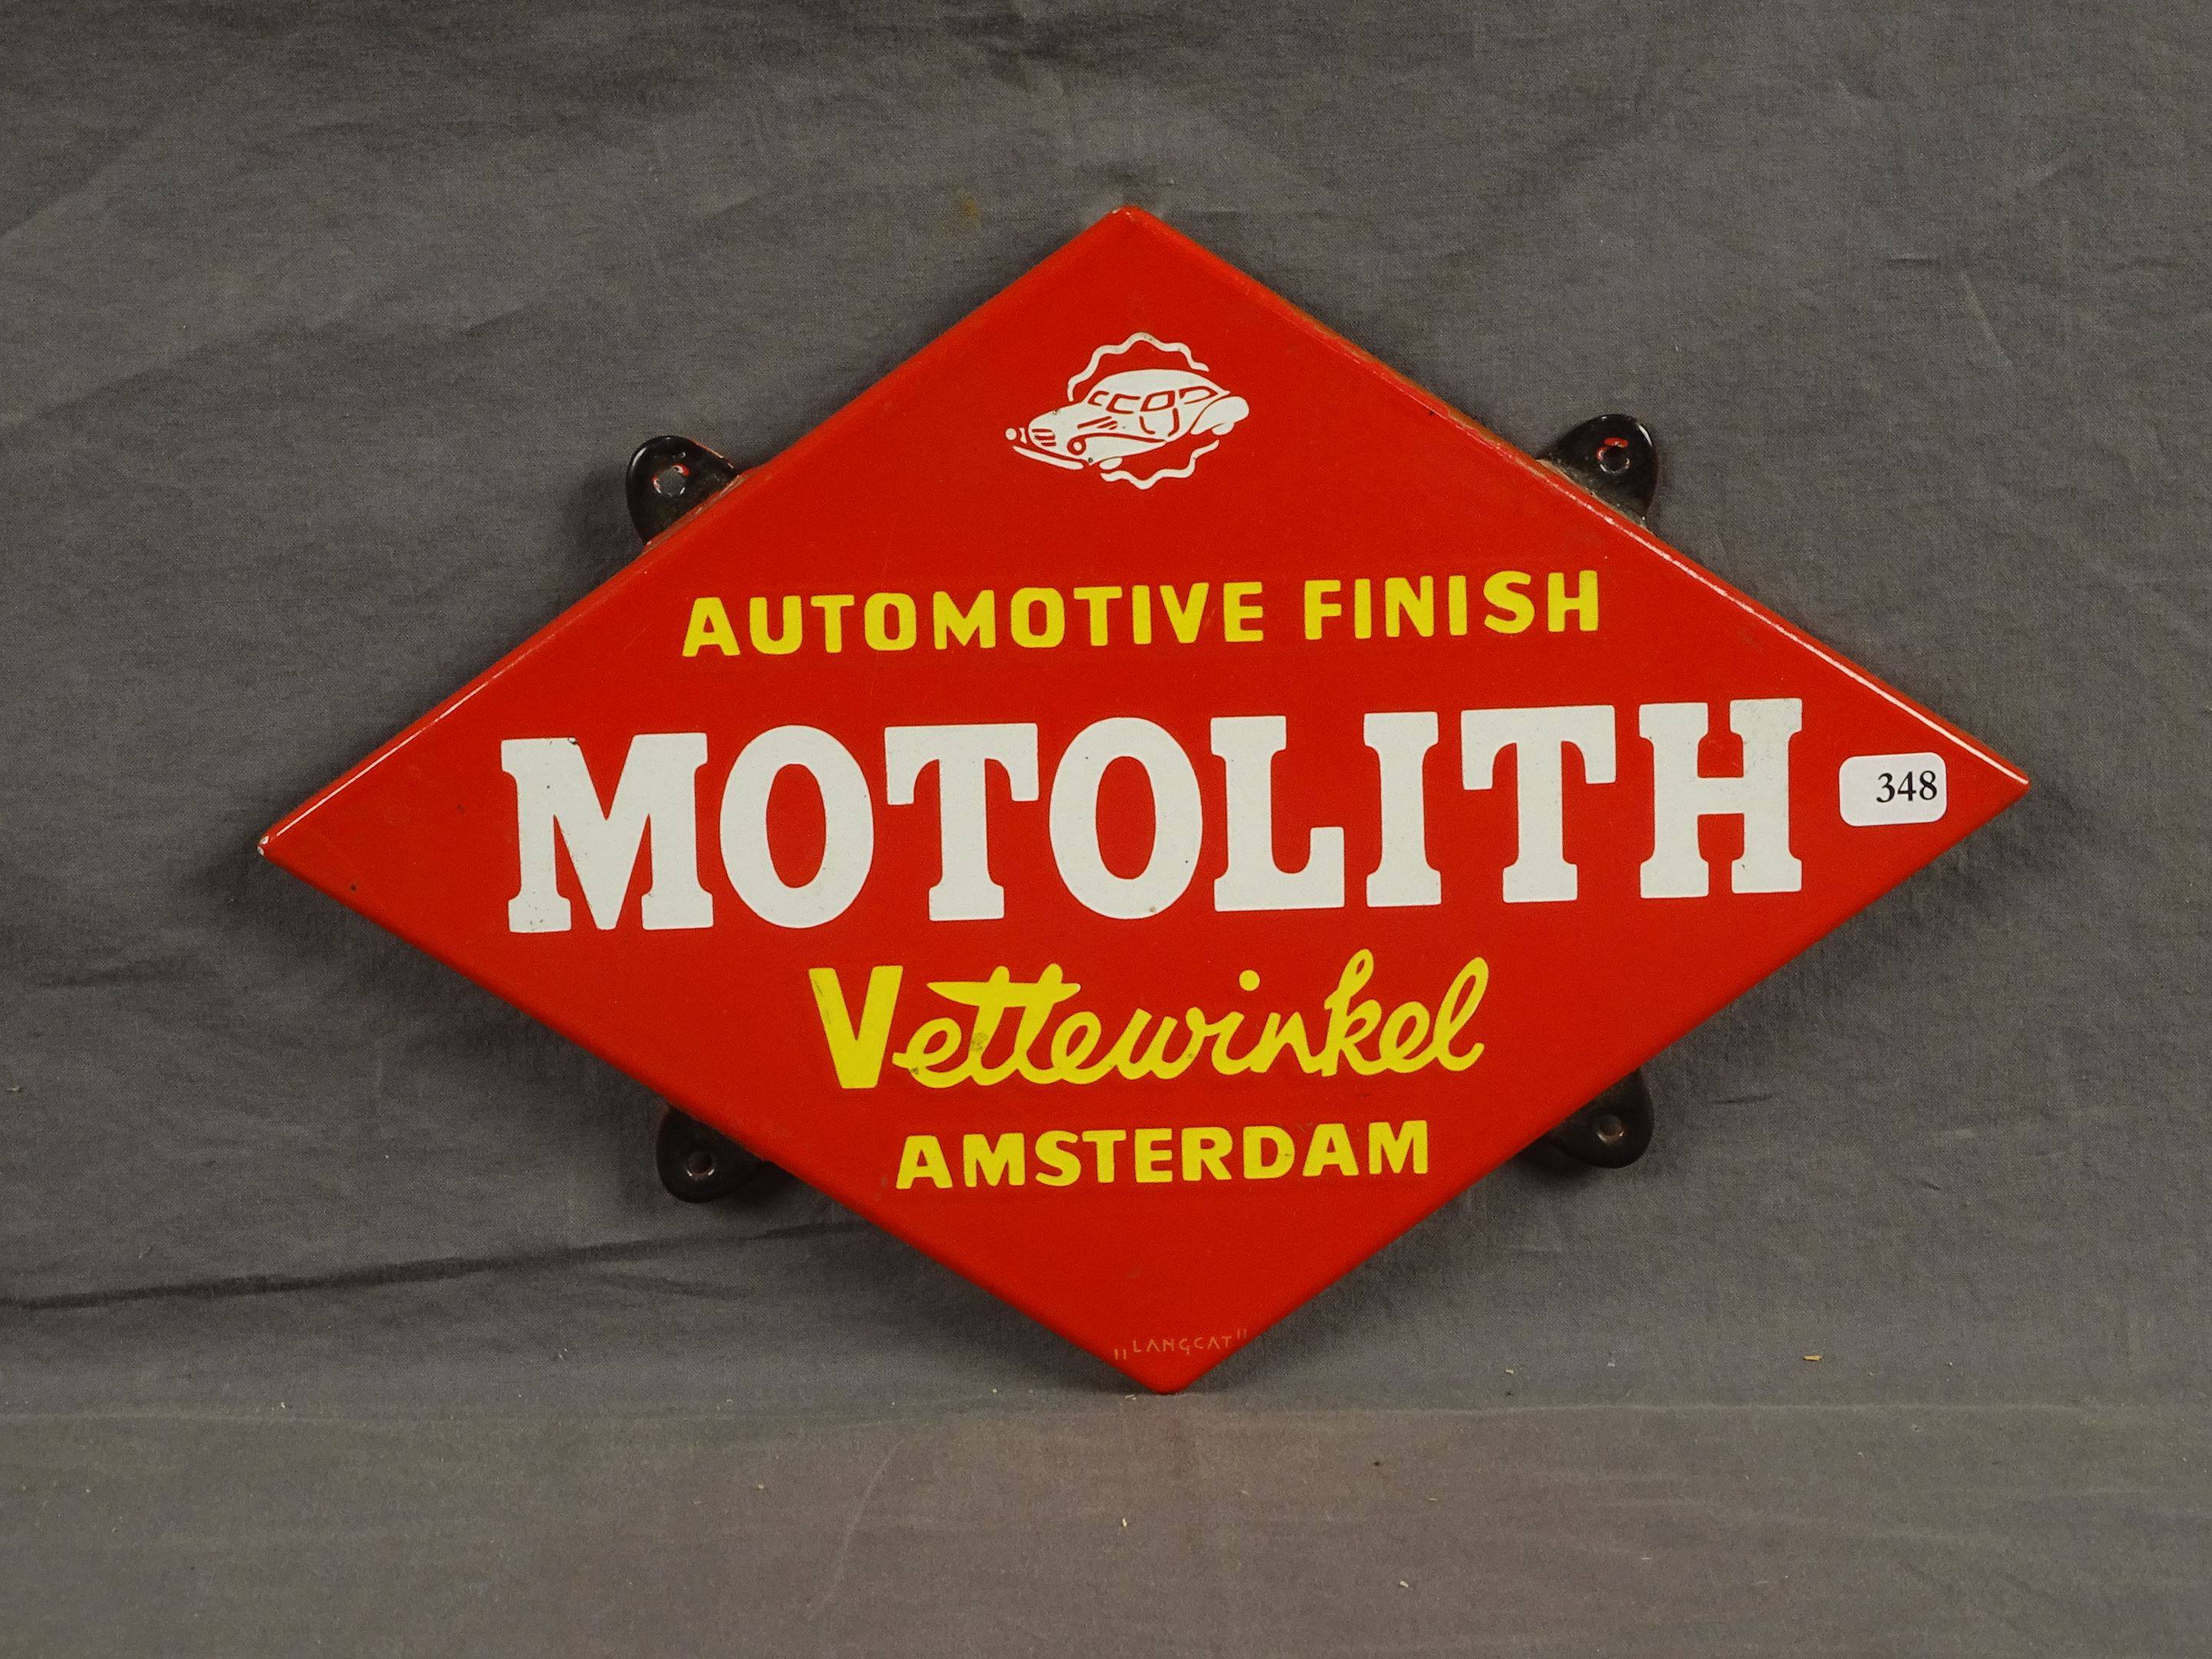 AUTOMOTIVE FINISH
MOTOLITH
348
Vettewinkel
AMSTERDAM
"LANGCAT"